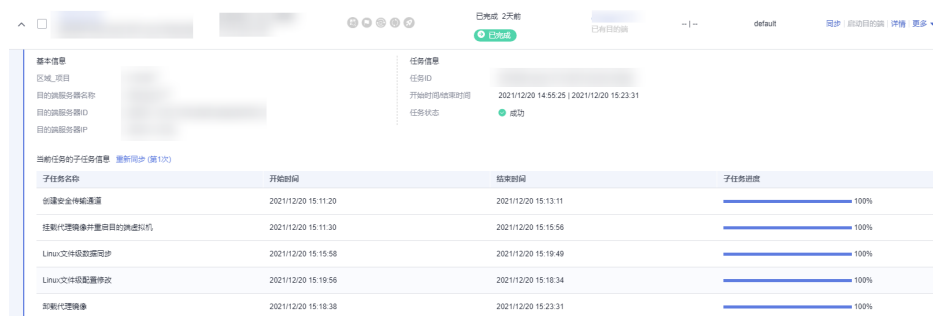 已完成 2天前
已完成
已有目的端
-- | --
default
同步 | 启动目的端 | 详情 | 更多
基本信息
任务信息
区域_项目
任务ID
目的端服务器名称
开始时间/结束时间 2021/12/20 14:55:25 | 2021/12/20 15:23:31
目的端服务器ID
任务状态 成功
目的端服务器IP
当前任务的子任务信息 重新同步 (第1次)
子任务名称 开始时间 结束时间 子任务进度
创建安全传输通道 2021/12/20 15:11:20 2021/12/20 15:13:11 100%
挂载代理镜像并重启目的端虚拟机 2021/12/20 15:11:30 2021/12/20 15:15:56 100%
Linux文件级数据同步 2021/12/20 15:15:58 2021/12/20 15:19:49 100%
Linux文件级配置修改 2021/12/20 15:19:56 2021/12/20 15:18:34 100%
卸载代理镜像 2021/12/20 15:18:38 2021/12/20 15:23:31 100%